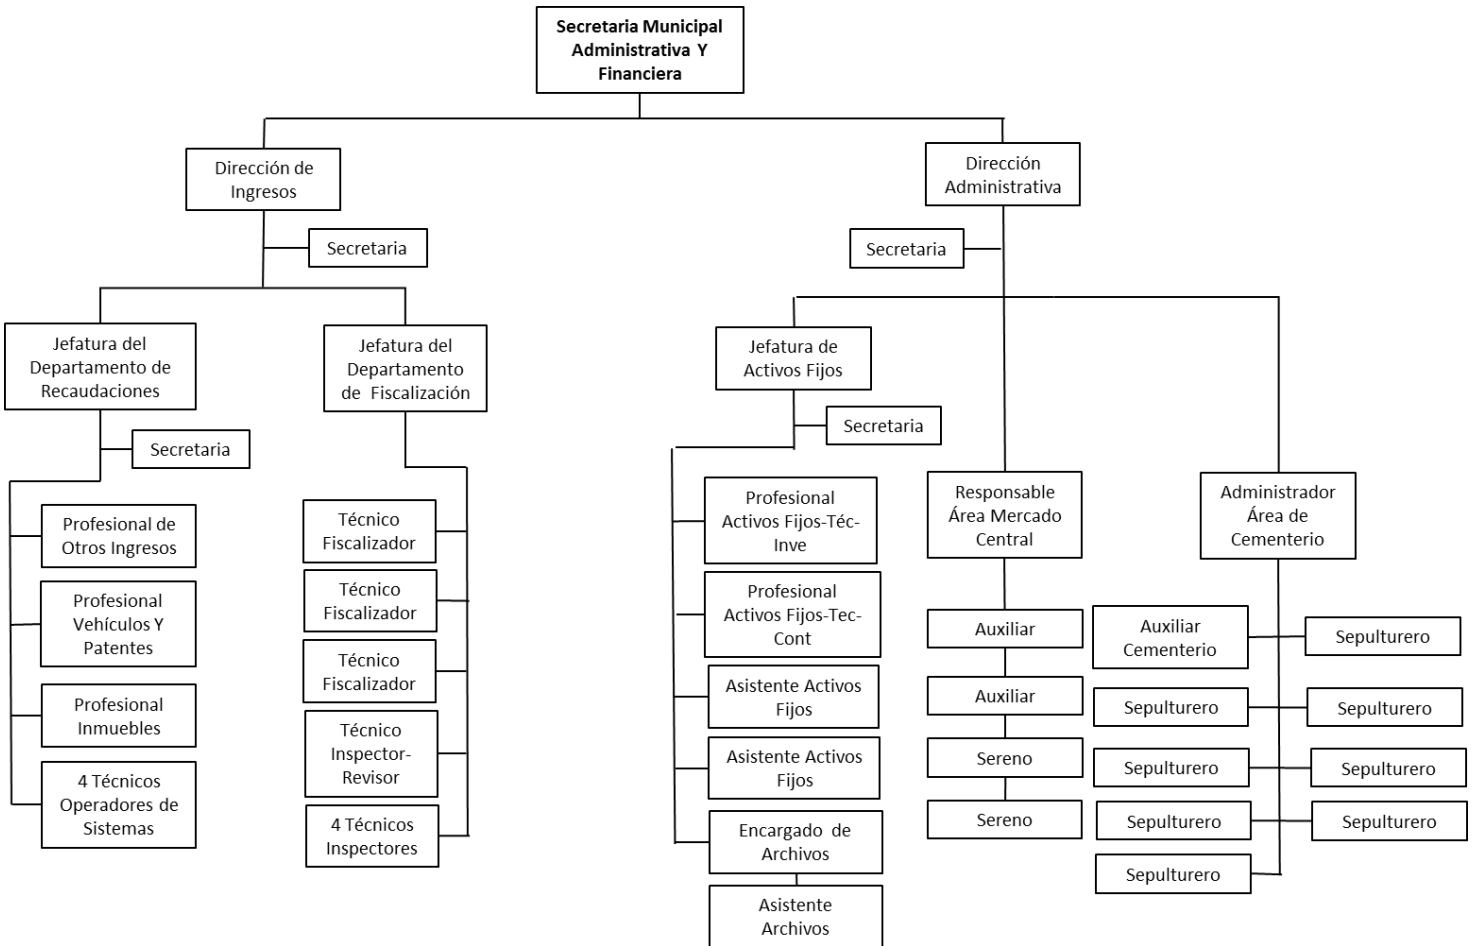 Secretaria Municipal
Administrativa Y
Financiera
Dirección de
Ingresos
Secretaria
Jefatura del
Departamento de
Recaudaciones
Secretaria
Profesional de
Otros Ingresos
Profesional
Vehículos Y
Patentes
Profesional
Inmuebles
4 Técnicos
Operadores de
Sistemas
Jefatura del
Departamento
de Fiscalización
Técnico
Fiscalizador
Técnico
Fiscalizador
Técnico
Fiscalizador
Técnico
Inspector-
Revisor
4 Técnicos
Inspectores
Dirección
Administrativa
Secretaria
Jefatura de
Activos Fijos
Secretaria
Profesional
Activos Fijos-Téc-
Inve
Profesional
Activos Fijos-Tec-
Cont
Asistente Activos
Fijos
Asistente Activos
Fijos
Encargado de
Archivos
Asistente
Archivos
Responsable
Área Mercado
Central
Auxiliar
Auxiliar
Sereno
Sereno
Administrador
Área de
Cementerio
Auxiliar
Cementerio
Sepulturero
Sepulturero
Sepulturero
Sepulturero
Sepulturero
Sepulturero
Sepulturero
Sepulturero